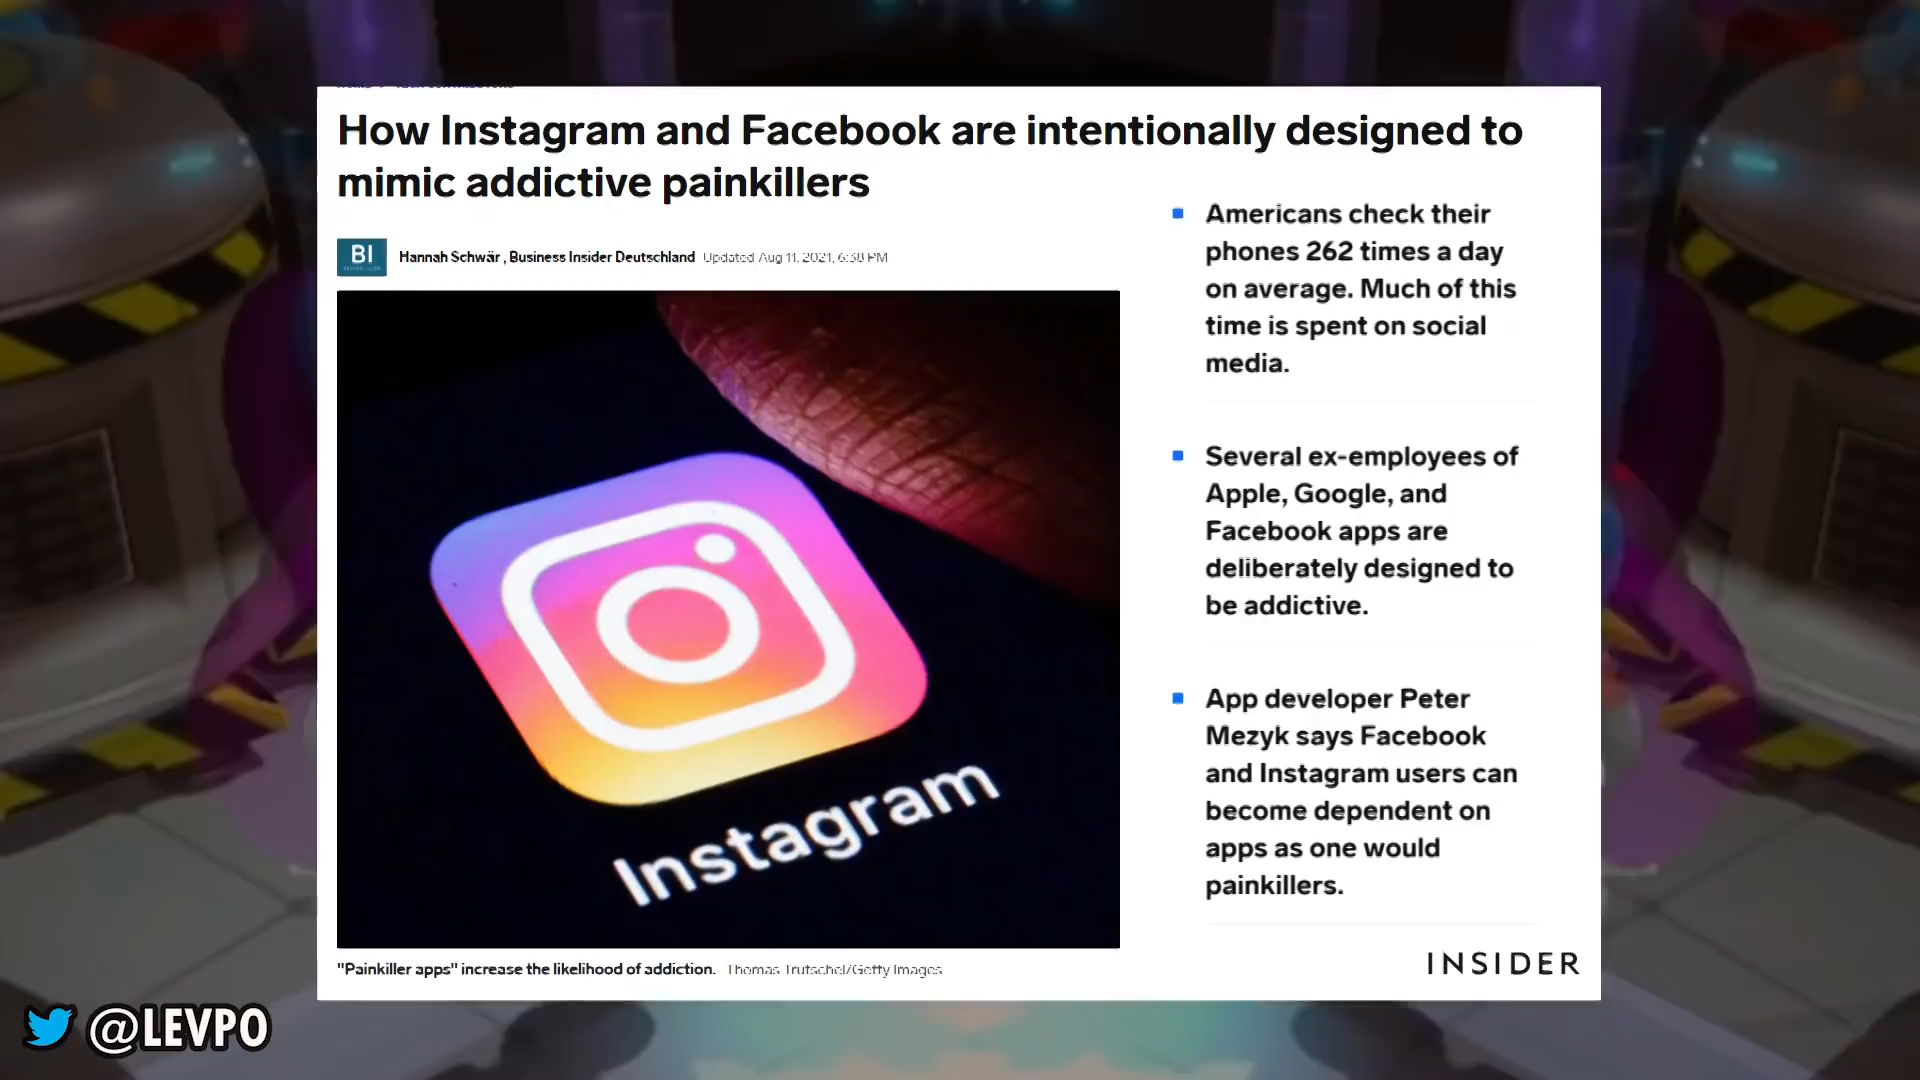 How Instagram and Facebook are intentionally designed to
mimic addictive painkillers
BI
Hannah Schwär , Business Insider Deutschland Updated Aug 11, 2021, 6:38 PM
Instagram
"Painkiller apps" increase the likelihood of addiction. Thomas Trutschel/Getty Images
Americans check their
phones 262 times a day
on average. Much of this
time is spent on social
media.
Several ex-employees of
Apple, Google, and
Facebook apps are
deliberately designed to
be addictive.
App developer Peter
Mezyk says Facebook
and Instagram users can
become dependent on
apps as one would
painkillers.
INSIDER
@LEVPO